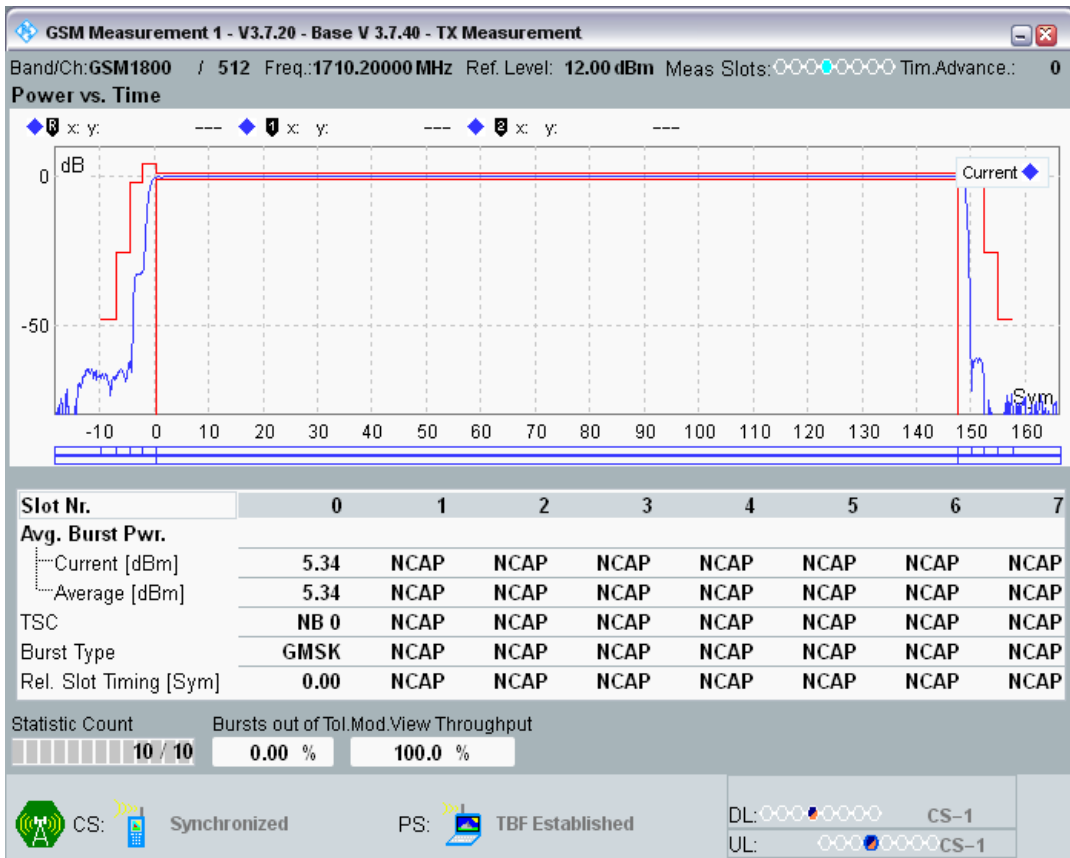 GSM Measurement 1 - V3.7.20 - Base V 3.7.40 - TX Measurement
Band/Ch:GSM1800 / 512 Freq.:1710.20000 MHz Ref. Level: 12.00 dBm Meas Slots: Tim.Advance.: 0
Power vs. Time
R x: y: --- 1 x: y: --- 2 x: y: ---
dB
Current
0
-50
Sym
-10 0 10 20 30 40 50 60 70 80 90 100 110 120 130 140 150 160
Slot Nr. 0 1 2 3 4 5 6 7
Avg. Burst Pwr.
Current [dBm] 5.34 NCAP NCAP NCAP NCAP NCAP NCAP NCAP
Average [dBm] 5.34 NCAP NCAP NCAP NCAP NCAP NCAP NCAP
TSC NB 0 NCAP NCAP NCAP NCAP NCAP NCAP NCAP
Burst Type GMSK NCAP NCAP NCAP NCAP NCAP NCAP NCAP
Rel. Slot Timing [Sym] 0.00 NCAP NCAP NCAP NCAP NCAP NCAP NCAP
Statistic Count Bursts out of Tol.Mod.View Throughput
10 / 10 0.00 % 100.0 %
CS: Synchronized PS: TBF Established
DL: CS-1
UL: CS-1